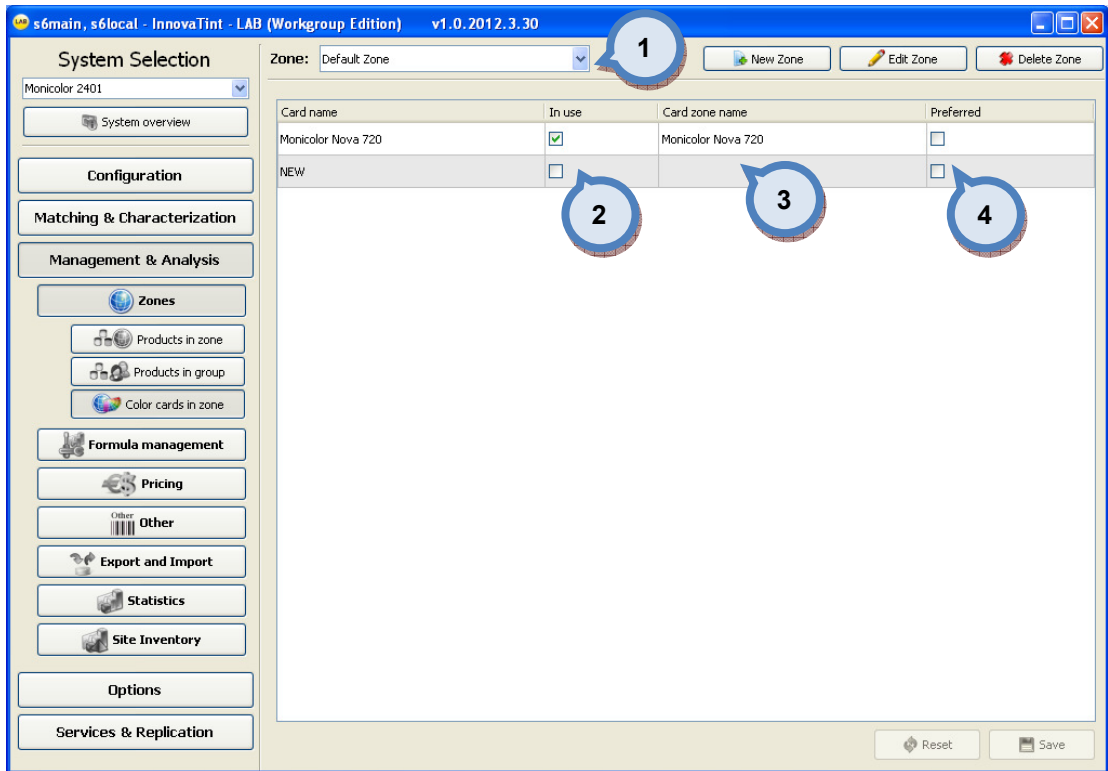 LAB s6main, s6local - InnovaTint - LAB (Workgroup Edition) v1.0.2012.3.30
System Selection
Monicolor 2401
System overview
Configuration
Matching & Characterization
Management & Analysis
Zones
Products in zone
Products in group
Color cards in zone
Formula management
Pricing
Other Other
Export and Import
Statistics
Site Inventory
Options
Services & Replication
Zone: Default Zone 1 New Zone Edit Zone Delete Zone
Card name In use Card zone name Preferred
Monicolor Nova 720 Monicolor Nova 720
NEW
2 3 4
Reset Save